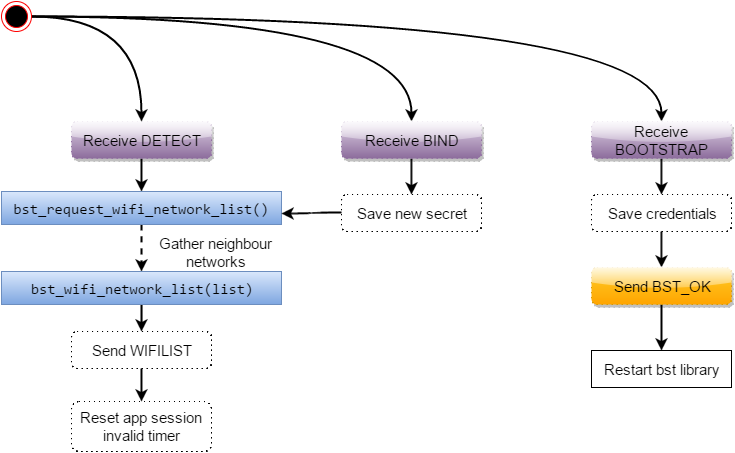 Receive DETECT
Receive BIND
Receive
BOOTSTRAP
bst_request_wifi_network_list()
Save new secret
Save credentials
Gather neighbour
networks
bst_wifi_network_list(list)
Send BST_OK
Send WIFILIST
Restart bst library
Reset app session
invalid timer